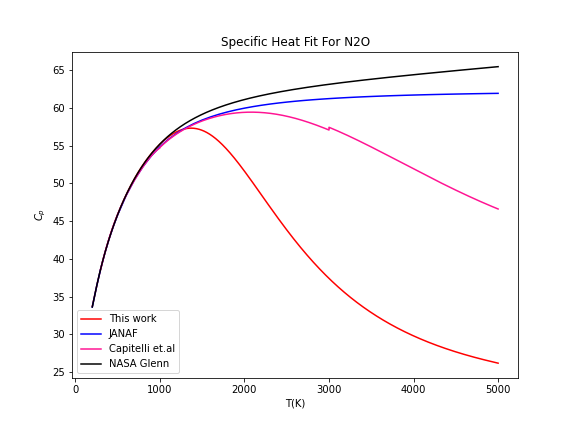 Specific Heat Fit For N2O
65
60
55
50
45
40
35
30
25
C_p
This work
JANAF
Capitelli et.al
NASA Glenn
0
1000
2000
3000
4000
5000
T(K)